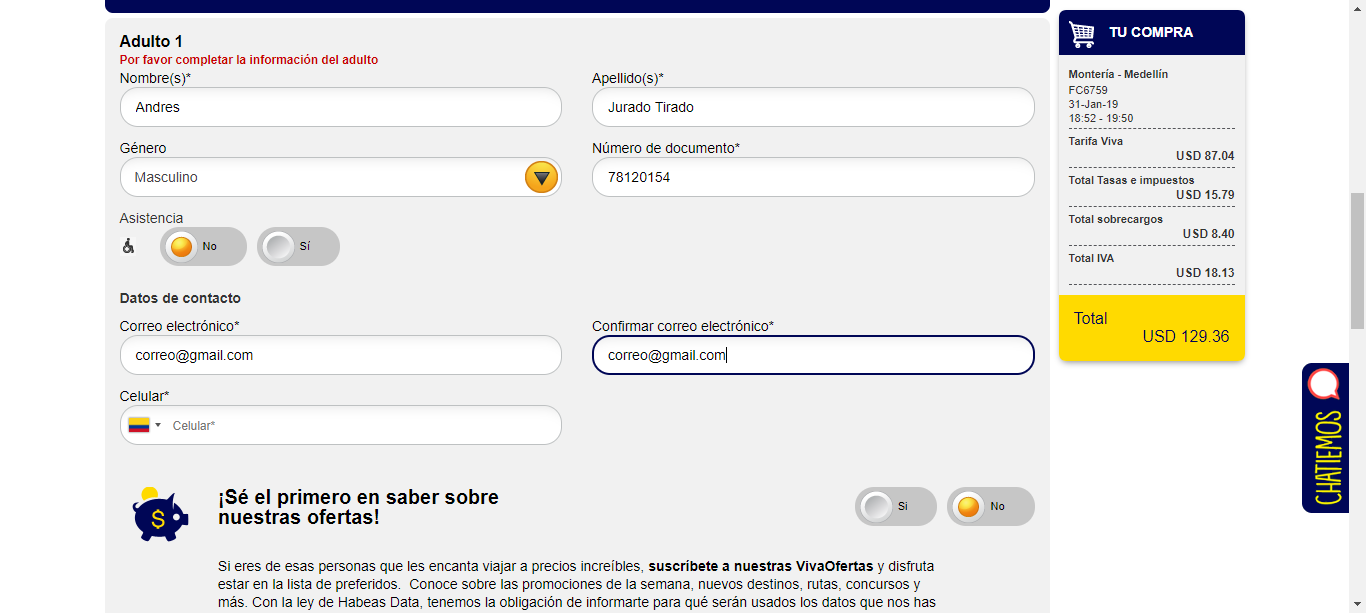 Adulto 1
Por favor completar la información del adulto
Nombre(s)*
Apellido(s)*
Andres
Jurado Tirado
Género
Número de documento*
Masculino
78120154
Asistencia
No
Sí
Datos de contacto
Correo electrónico*
Confirmar correo electrónico*
correo@gmail.com
correo@gmail.com
Celular*
Celular*
¡Sé el primero en saber sobre
nuestras ofertas!
Si
No
Si eres de esas personas que les encanta viajar a precios increíbles, suscríbete a nuestras VivaOfertas y disfruta
estar en la lista de preferidos. Conoce sobre las promociones de la semana, nuevos destinos, rutas, concursos y
más. Con la ley de Habeas Data, tenemos la obligación de informarte para qué serán usados los datos que nos has
TU COMPRA
Montería - Medellín
FC6759
31-Jan-19
18:52 - 19:50
Tarifa Viva
USD 87.04
Total Tasas e impuestos
USD 15.79
Total sobrecargos
USD 8.40
Total IVA
USD 18.13
Total
USD 129.36
CHATIEMOS